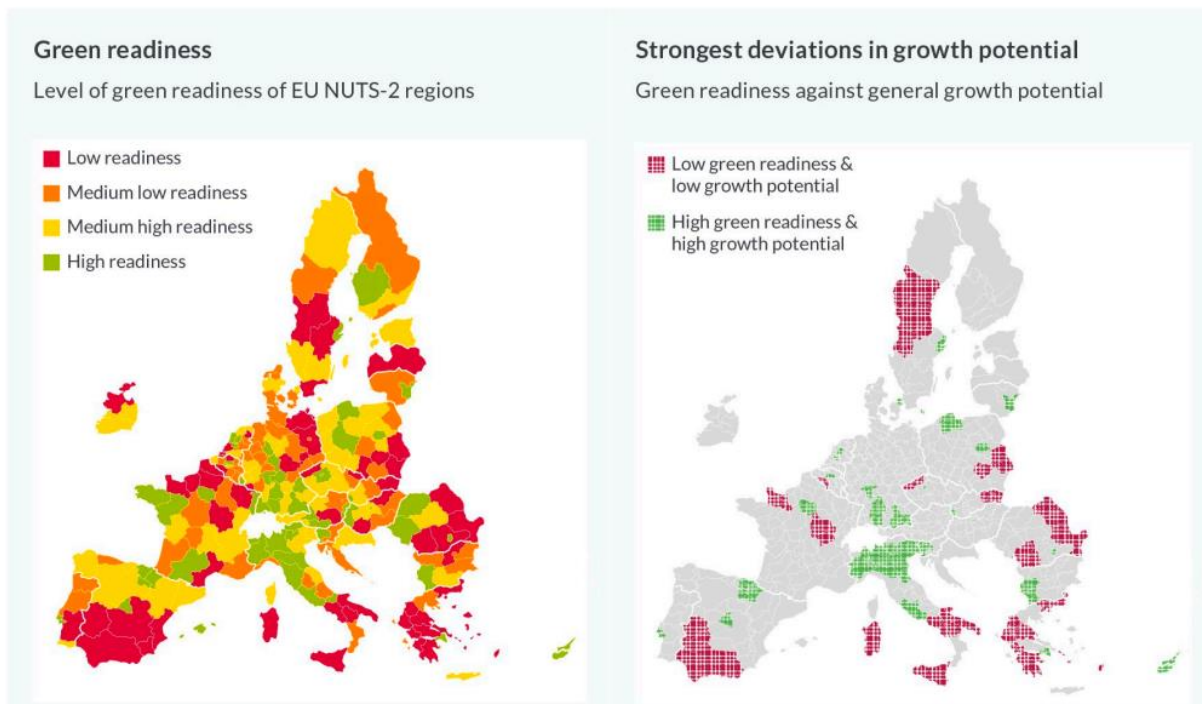 Green readiness
Level of green readiness of EU NUTS-2 regions
Low readiness
Medium low readiness
Medium high readiness
High readiness
Strongest deviations in growth potential
Green readiness against general growth potential
Low green readiness &
low growth potential
High green readiness &
high growth potential